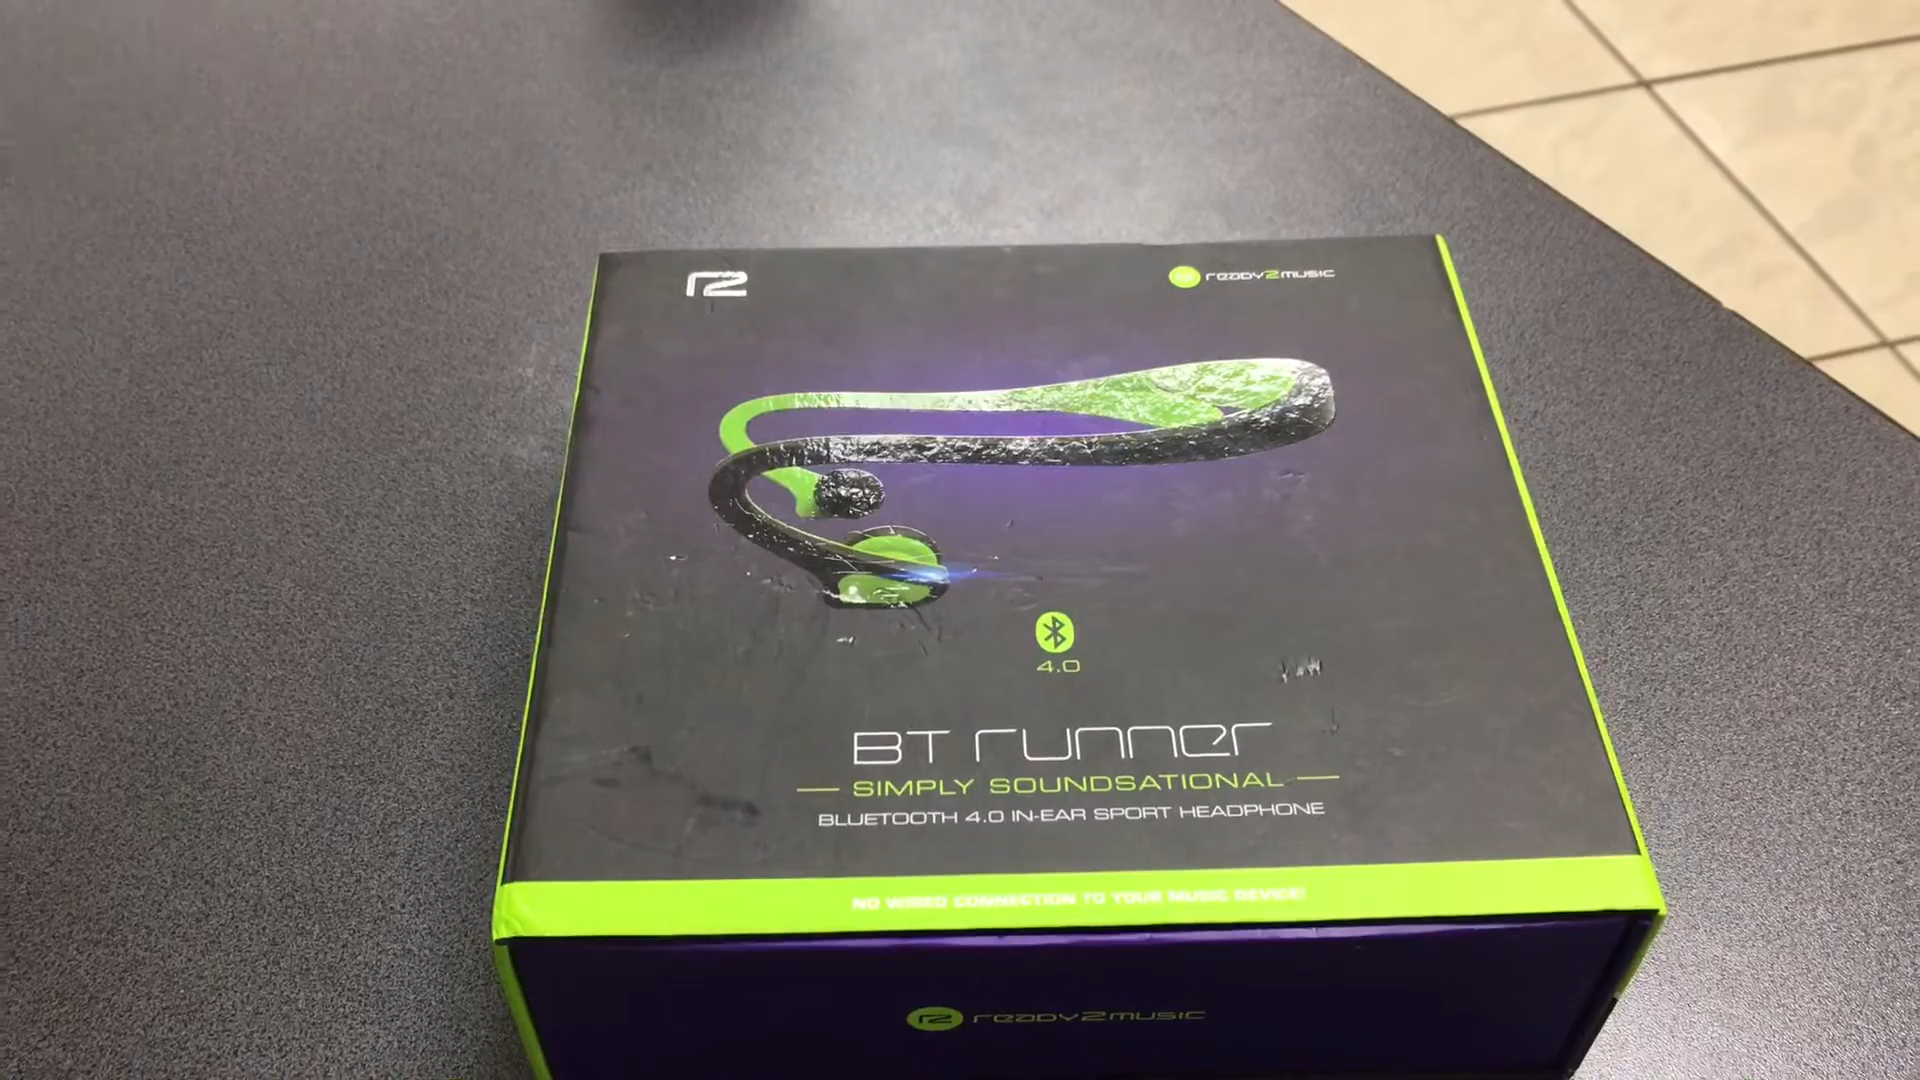 r2
ready2music
4.0
BT runner
SIMPLY SOUNDSATIONAL
BLUETOOTH 4.0 IN-EAR SPORT HEADPHONE
NO WIRED CONNECTION TO YOUR MUSIC DEVICE!
r2 ready2music